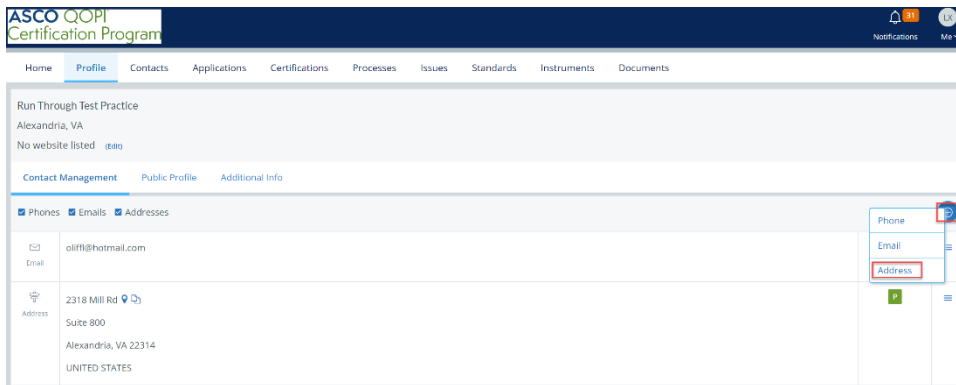 ASCO QOPI
Certification Program
31
LX
Notifications
Me
Home Profile Contacts Applications Certifications Processes Issues Standards Instruments Documents
Run Through Test Practice
Alexandria, VA
No website listed (Edit)
Contact Management Public Profile Additional Info
Phones Emails Addresses
Phone
Email
Address
Email
oliffl@hotmail.com
Address
2318 Mill Rd
P
Suite 800
Alexandria, VA 22314
UNITED STATES